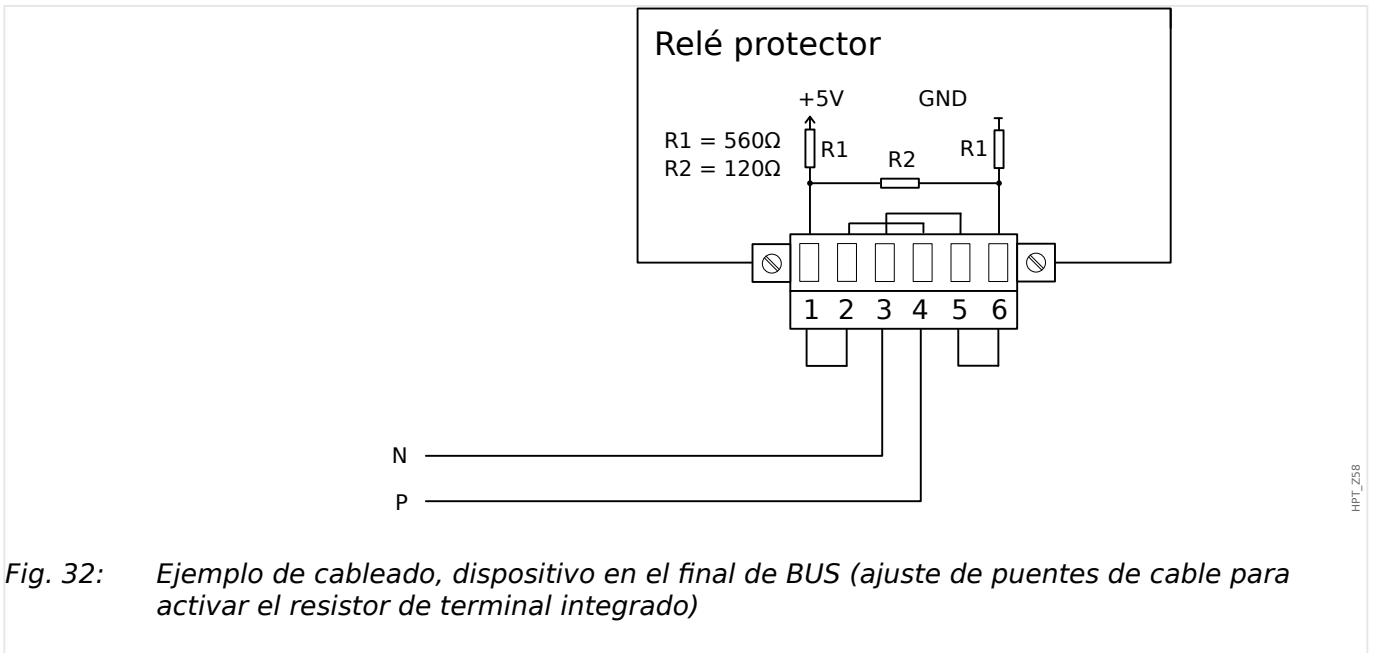 Relé protector
+5V GND
R1 = 560Ω
R2 = 120Ω
R1 R2 R1
1 2 3 4 5 6
N
P
HPT_Z58
Fig. 32: Ejemplo de cableado, dispositivo en el final de BUS (ajuste de puentes de cable para
activar el resistor de terminal integrado)